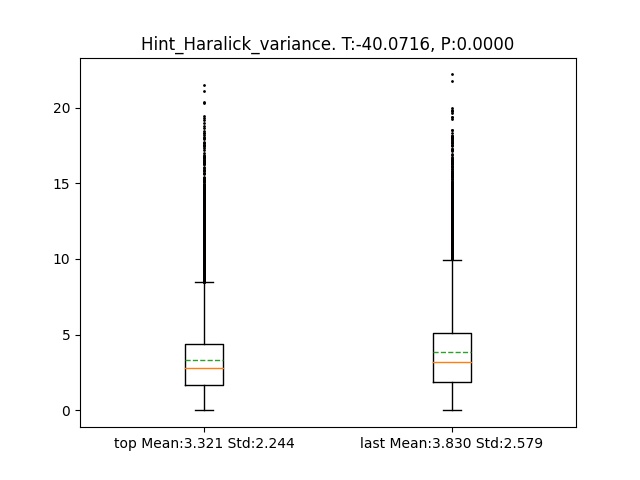 Hint_Haralick_variance. T:-40.0716, P:0.0000
20
15
10
5
0
top Mean:3.321 Std:2.244
last Mean:3.830 Std:2.579